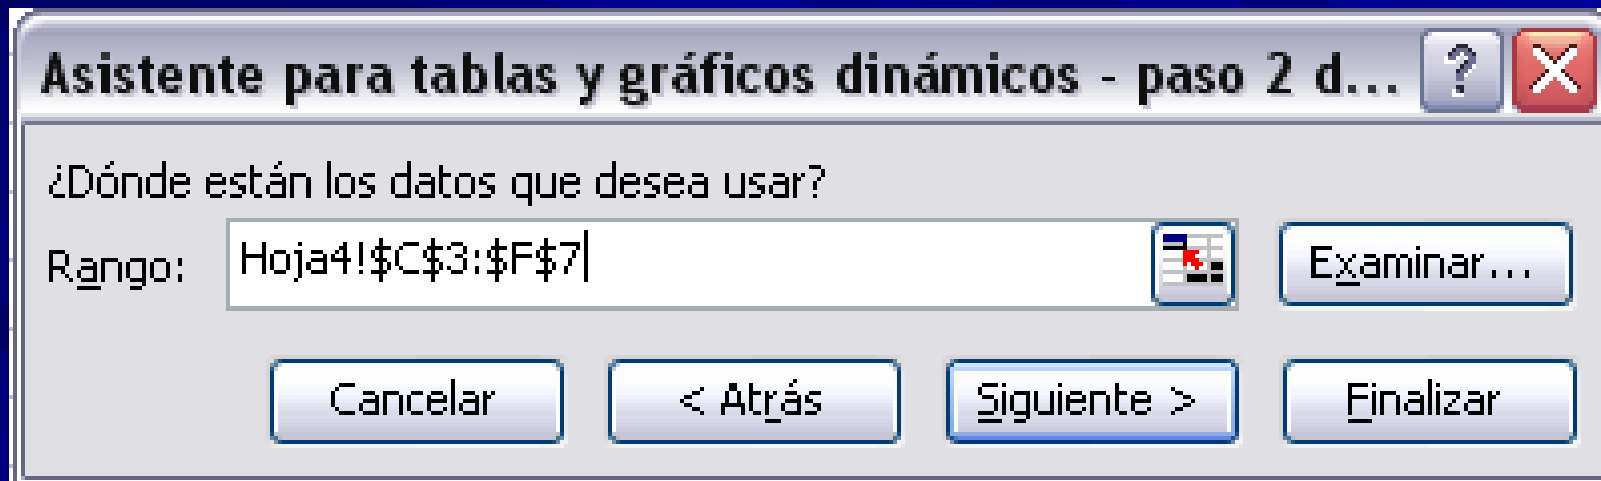 Asistente para tablas y gráficos dinámicos - paso 2 d...
¿Dónde están los datos que desea usar?
Rango: Hoja4!$C$3:$F$7 Examinar...
Cancelar < Atrás Siguiente > Finalizar